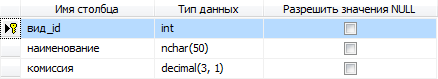 Имя столбца Тип данных Разрешить значения NULL
вид_id int
наименование nchar(50)
комиссия decimal(3, 1)